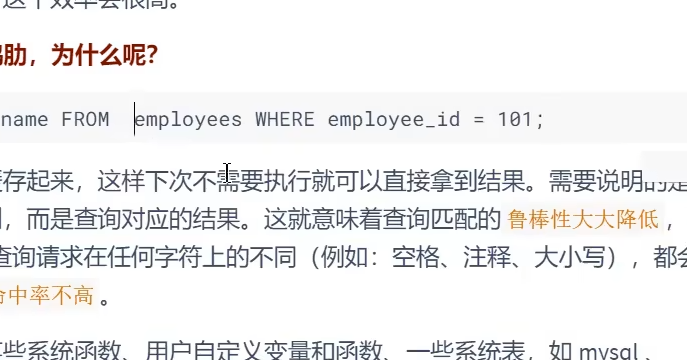 这个效率会很高。
鸡肋，为什么呢？
name FROM  employees WHERE employee_id = 101;
存起来，这样下次不需要执行就可以直接拿到结果。需要说明的是
，而是查询对应的结果。这就意味着查询匹配的 鲁棒性大大降低 ，
查询请求在任何字符上的不同（例如：空格、注释、大小写），都会
命中率不高 。
某些系统函数、用户自定义变量和函数、一些系统表，如 mysql 、